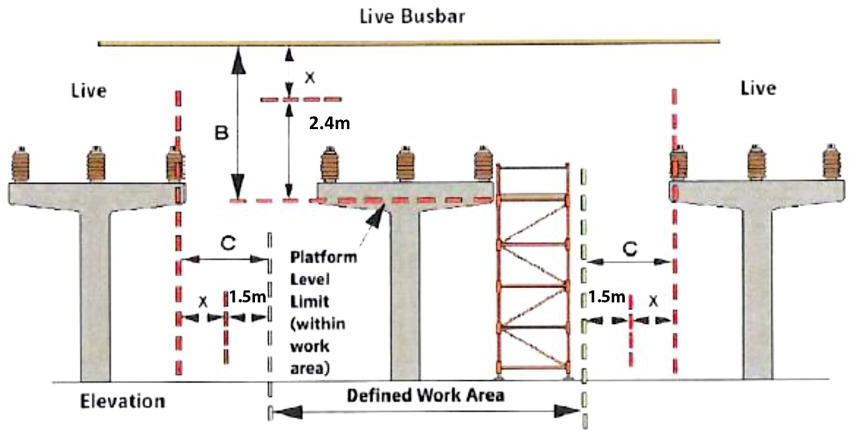 Live Busbar
Live
X
Live
B
2.4m
C
C
Platform
Level
Limit
(within
work
area)
X
1.5m
1.5m
X
Elevation
Defined Work Area